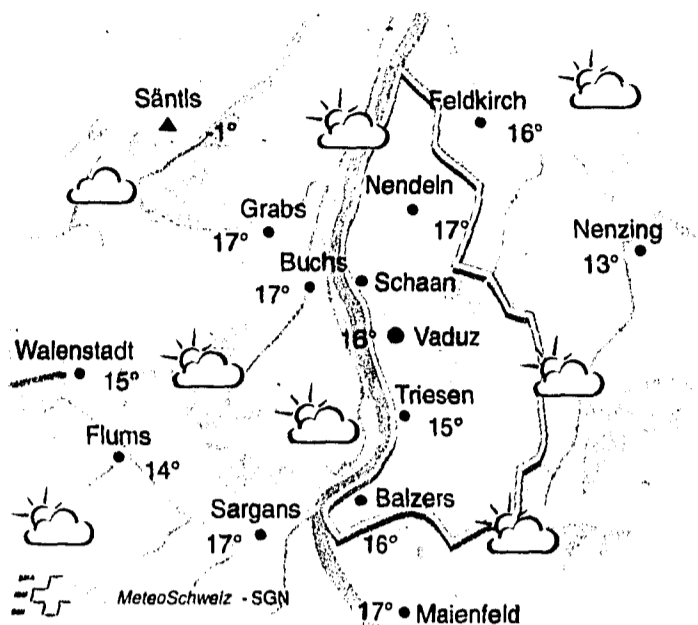 Säntis
-1°
Feldkirch
16°
Nendeln
17°
Grabs
17°
Nenzing
13°
Buchs
17°
Schaan
16°
Vaduz
Walenstadt
15°
Triesen
15°
Flums
14°
Balzers
16°
Sargans
17°
MeteoSchweiz - SGN
17°
Maienfeld